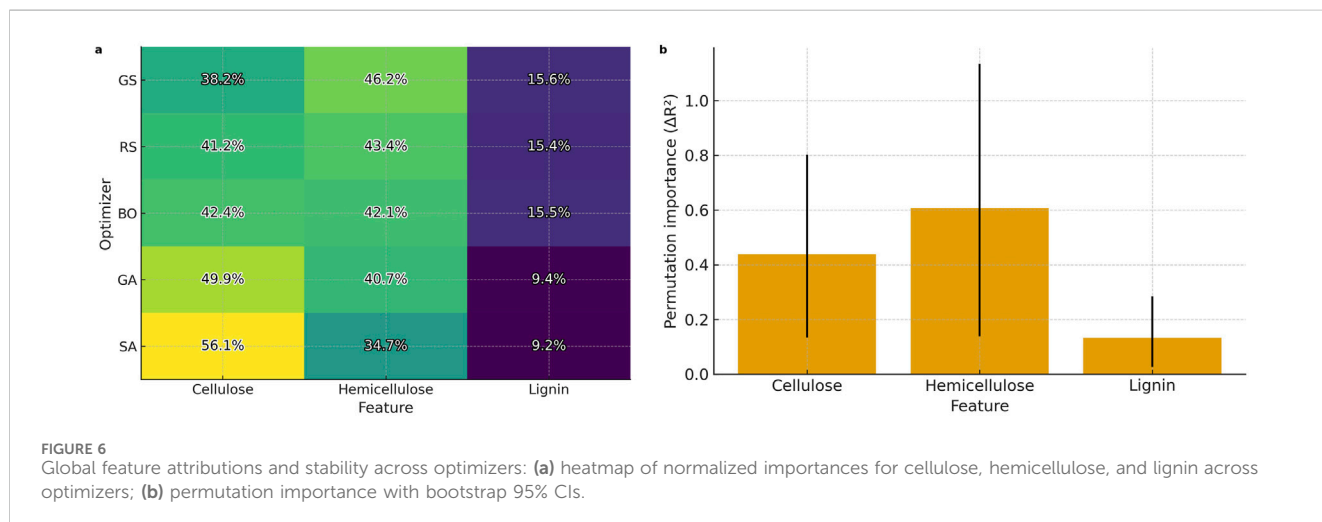 a
GS
38.2%
46.2%
15.6%
RS
41.2%
43.4%
15.4%
BO
42.4%
42.1%
15.5%
GA
49.9%
40.7%
9.4%
SA
56.1%
34.7%
9.2%
Optimizer
Cellulose
Hemicellulose
Lignin
Feature
b
Permutation importance (ΔR²)
1.0
0.8
0.6
0.4
0.2
0.0
Cellulose
Hemicellulose
Lignin
Feature
FIGURE 6
Global feature attributions and stability across optimizers: (a) heatmap of normalized importances for cellulose, hemicellulose, and lignin across
optimizers; (b) permutation importance with bootstrap 95% CIs.